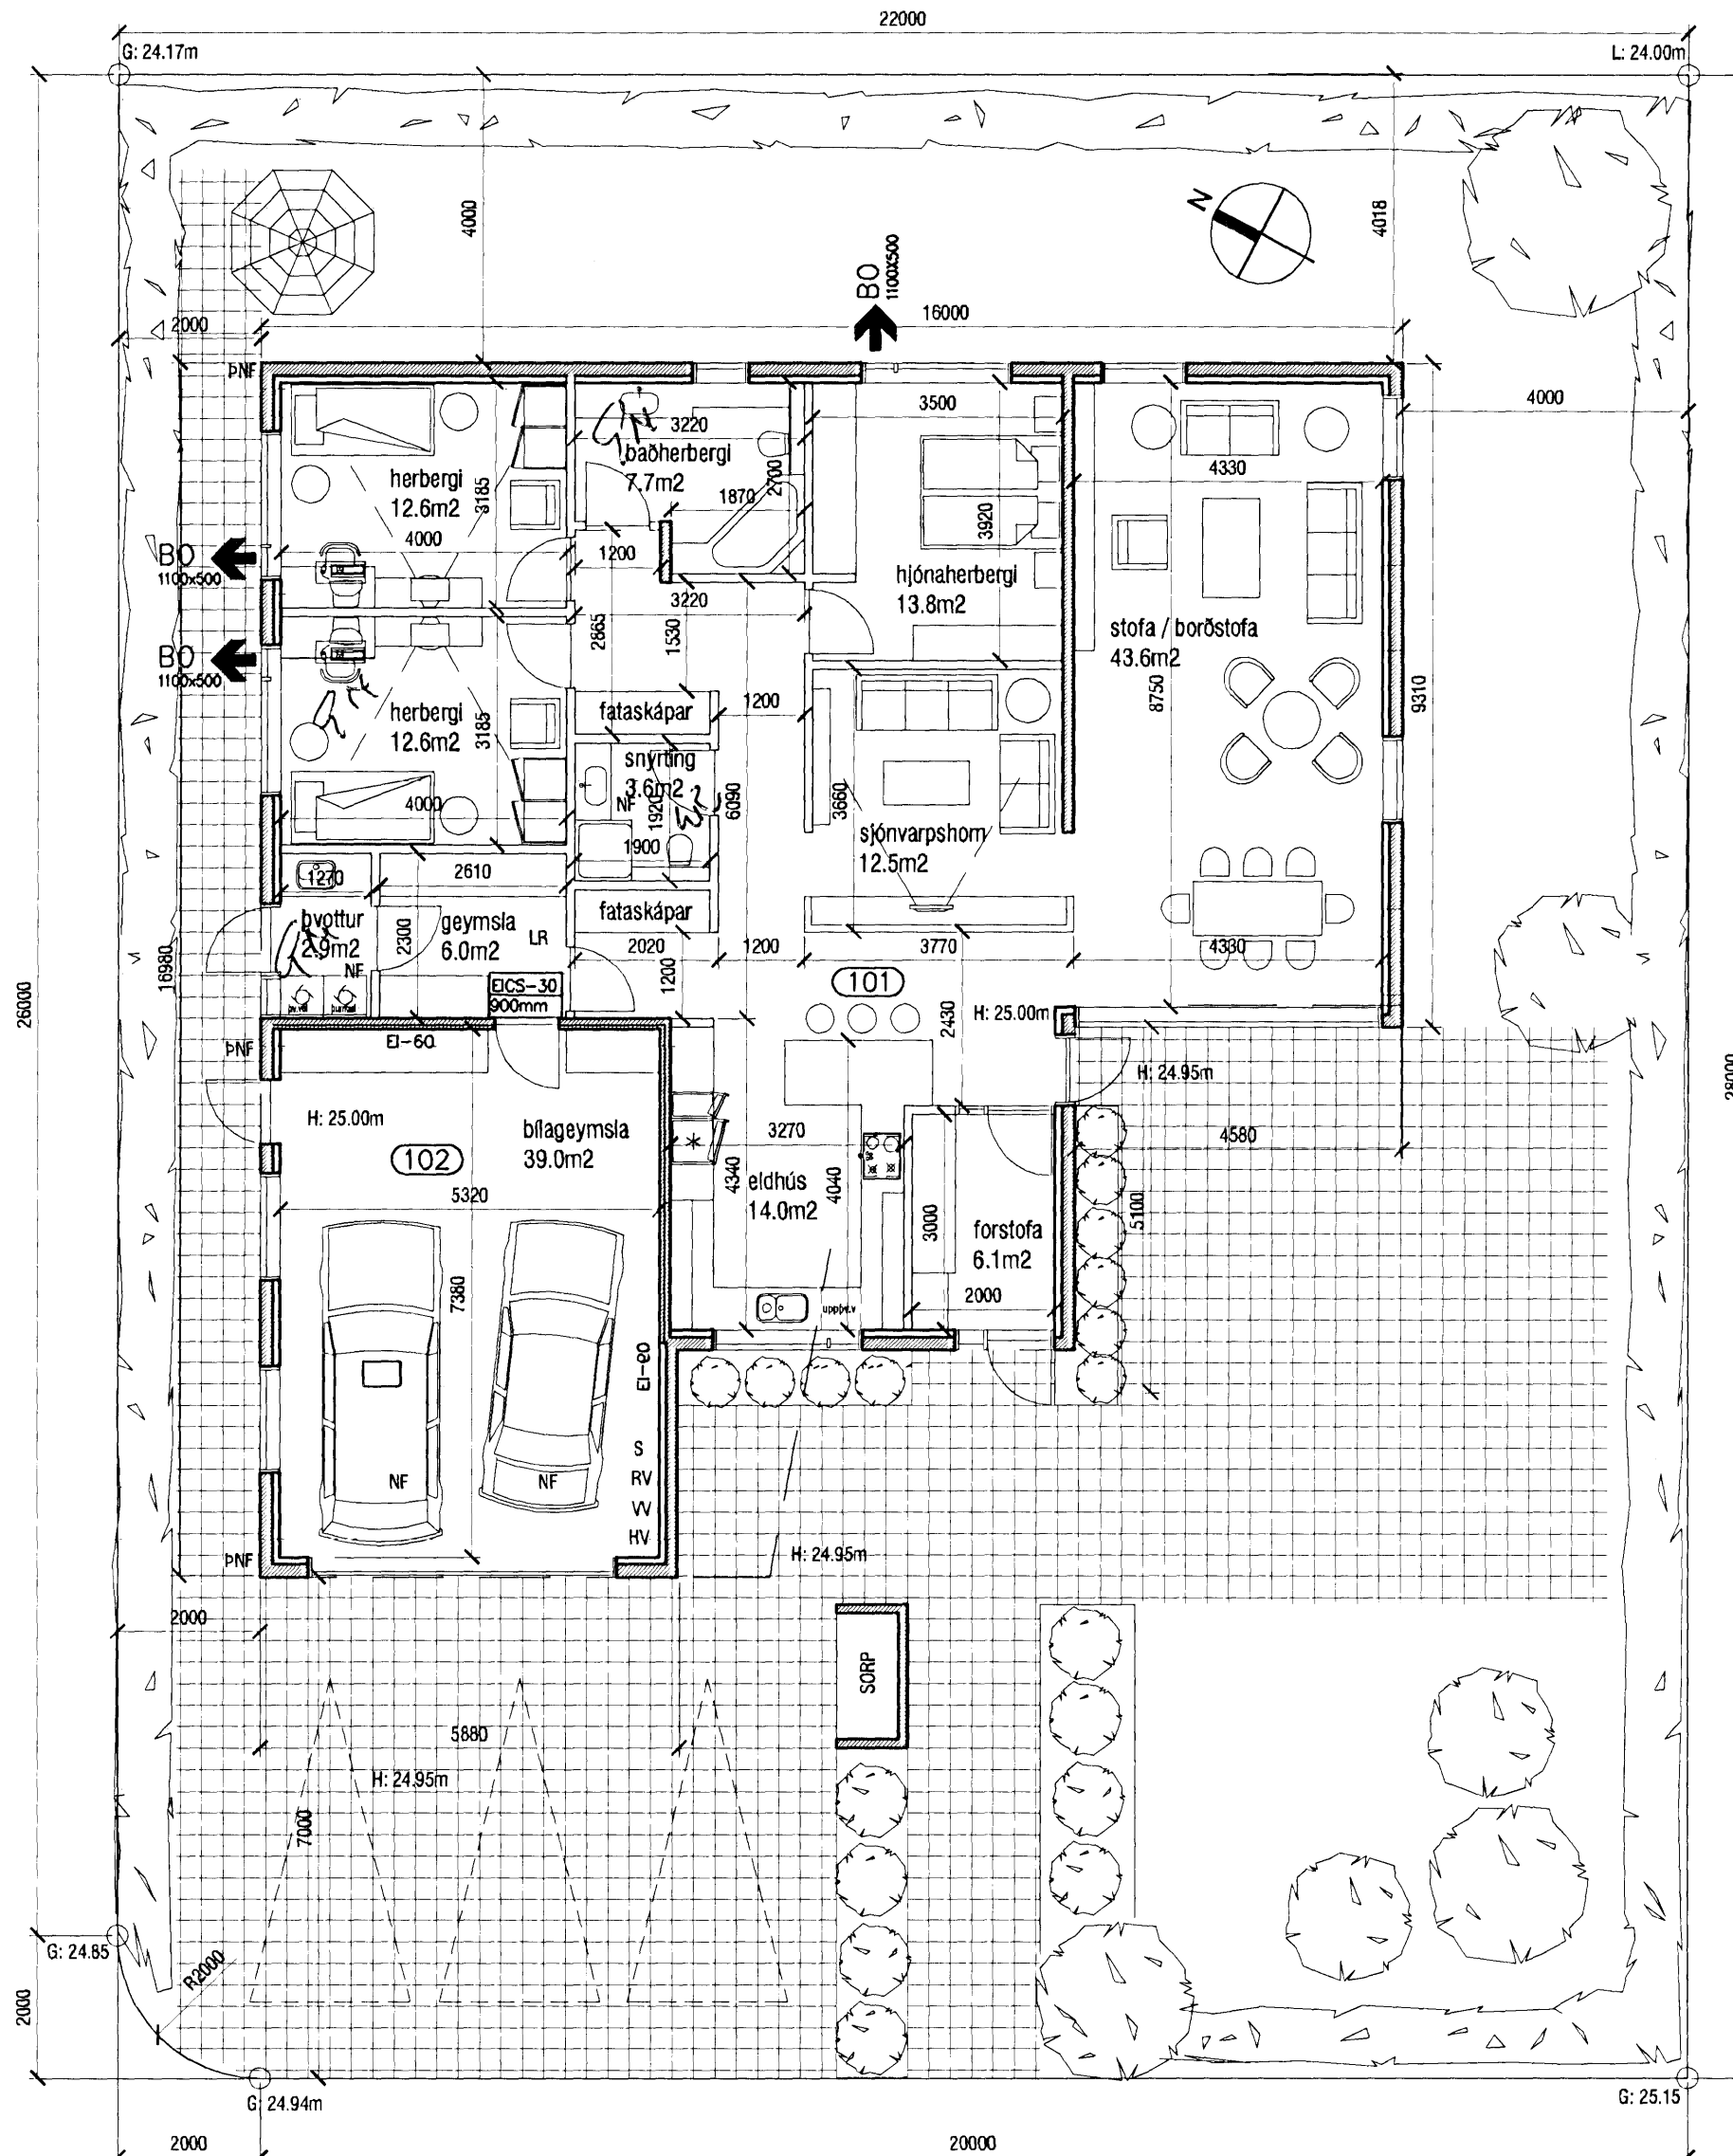 22000
G: 24.17m
L: 24.00m
4000
4018
N
BO
1100X500
2000
16000
ÞNF
4000
3500
3220
baðherbergi
7.7m2
2700
1870
4330
herbergi
12.6m2
3185
4000
3920
BO
1100x500
1200
hjónaherbergi
13.8m2
3220
2865
1530
stofa / borðstofa
43.6m2
BO
1100x500
8750
9310
herbergi
12.6m2
3185
fataskápar
1200
snyrting
3.6m2
NF
1920
6090
3660
4000
sjónvarpshorn
12.5m2
1900
1270
2610
þvottur
2.9m2
NF
2300
geymsla
6.0m2
LR
fataskápar
2020
1200
3770
4330
16980
26000
EICS-30
900mm
1200
101
2430
H: 25.00m
EI-60
ÞNF
H: 24.95m
28000
H: 25.00m
102
bílageymsla
39.0m2
5320
3270
4580
4340
eldhús
14.0m2
4040
3000
forstofa
6.1m2
5100
7380
2000
uppþv.v
EI-60
S
RV
VV
HV
NF
NF
ÞNF
H: 24.95m
2000
SORP
5880
H: 24.95m
7000
G: 24.85
R2000
2000
G: 24.94m
G: 25.15
2000
20000